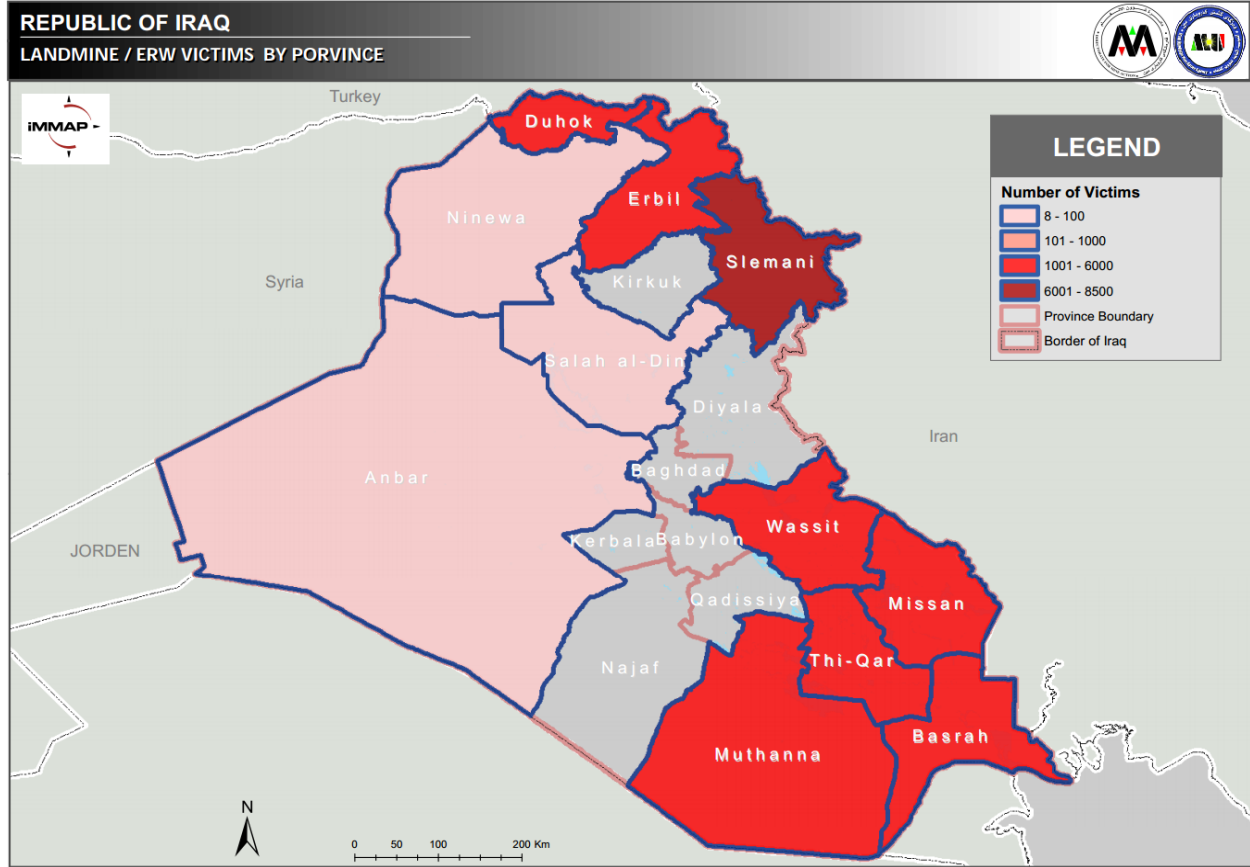 REPUBLIC OF IRAQ
LANDMINE / ERW VICTIMS BY PORVINCE
iMMAP
Turkey
Syria
JORDEN
Iran
Duhok
Erbil
Ninewa
Slemani
Kirkuk
Salah al-Din
Diyala
Anbar
Baghdad
Wassit
Kerbala
Babylon
Qadissiya
Missan
Najaf
Thi-Qar
Muthanna
Basrah
LEGEND
Number of Victims
8 - 100
101 - 1000
1001 - 6000
6001 - 8500
Province Boundary
Border of Iraq
N
0 50 100 200 Km